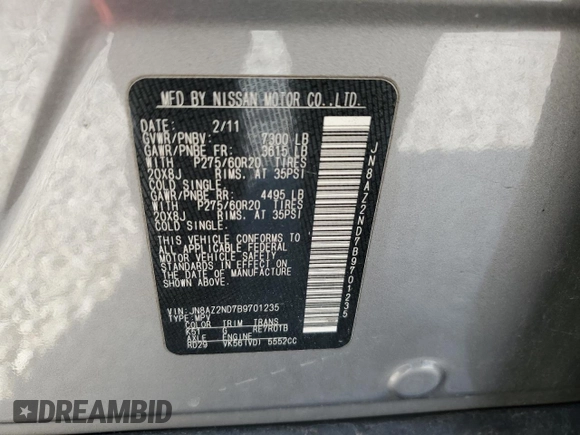 MFD BY NISSAN MOTOR CO.,LTD.
DATE: 2/11
GVWR/PNBV: 7300 LB
GAWR/PNBE FR: 3615 LB
WITH P275/60R20 TIRES
20X8J RIMS. AT 35PSI
COLD SINGLE.
GAWR/PNBE RR: 4495 LB
WITH P275/60R20 TIRES
20X8J RIMS. AT 35PSI
COLD SINGLE.
THIS VEHICLE CONFORMS TO
ALL APPLICABLE FEDERAL
MOTOR VEHICLE SAFETY
STANDARDS IN EFFECT ON
THE DATE OF MANUFACTURE
SHOWN ABOVE.
VIN: JN8AZ2ND7B9701235
TYPE: MPV
COLOR TRIM TRANS
K51 G RE7R01B
AXLE ENGINE
RD29 VK56(VD) 5552CC
JN8AZ2ND7B9701235
DREAMBID